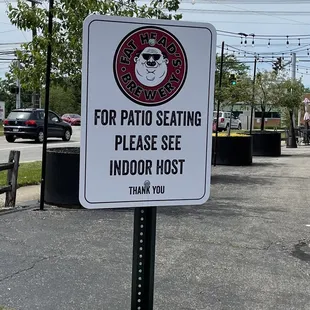 FAT HEAD'S
BREWERY
FOR PATIO SEATING
PLEASE SEE
INDOOR HOST
THANK YOU